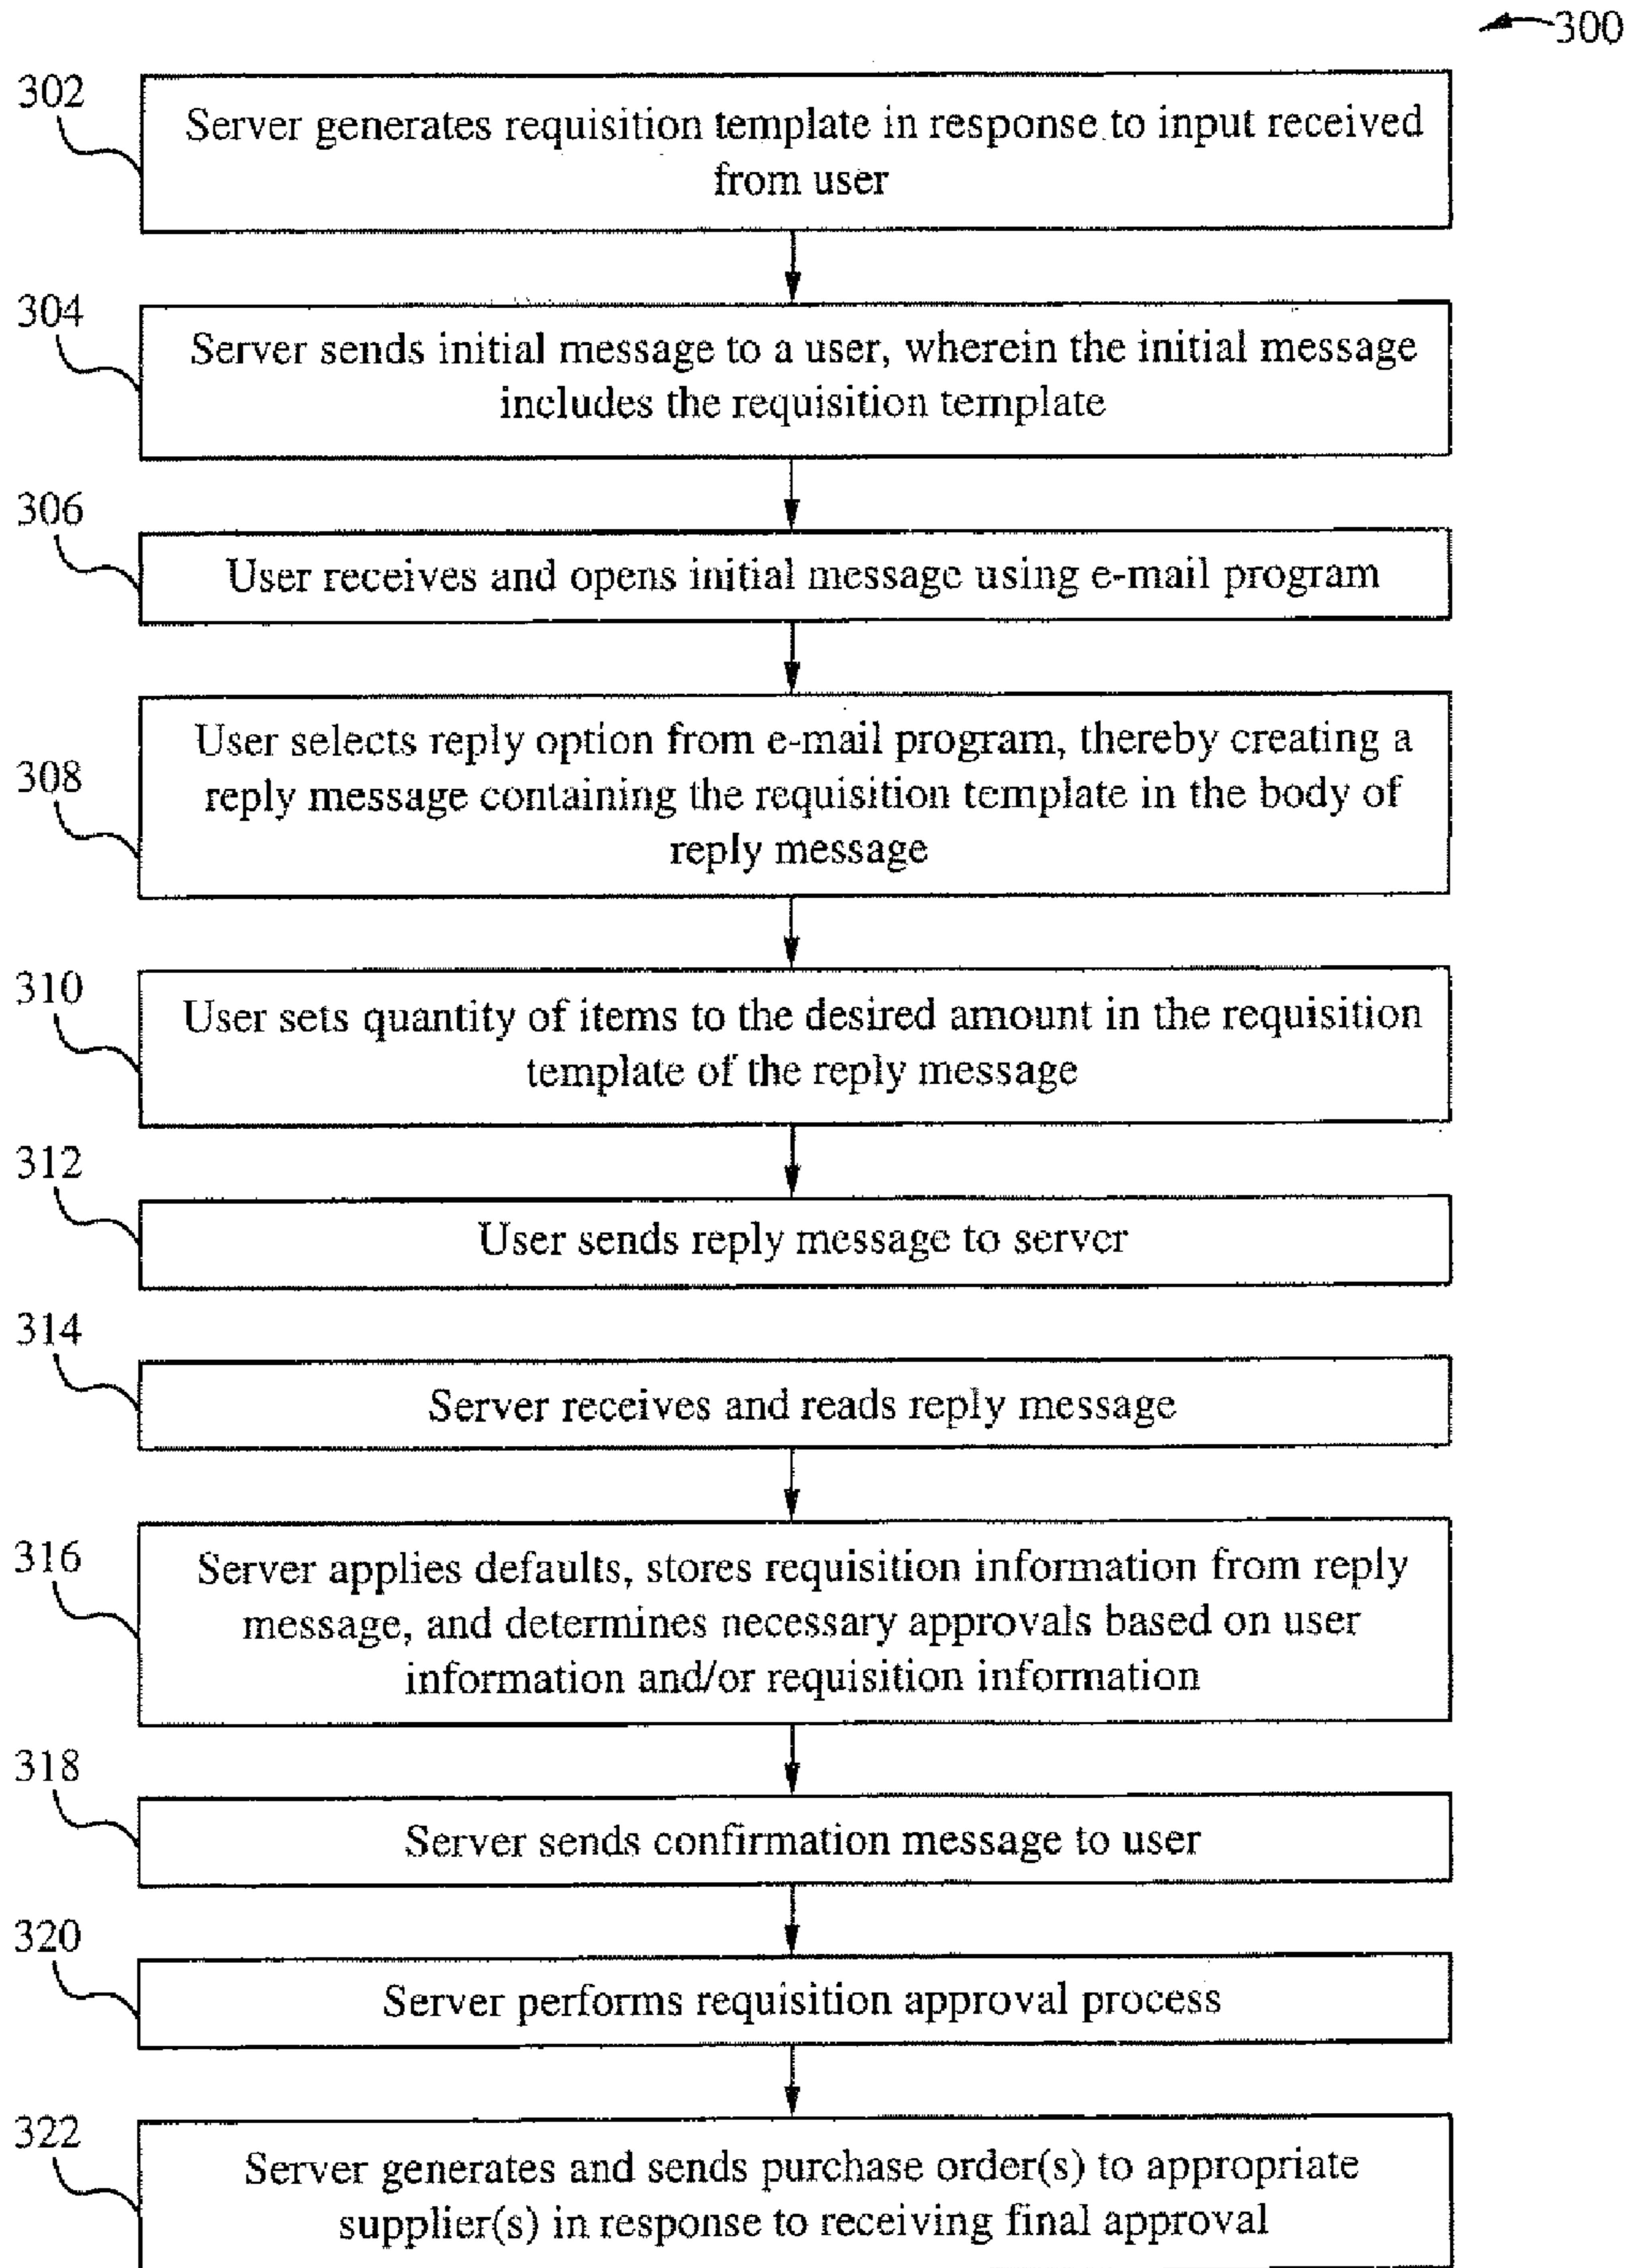 300
302
Server generates requisition template in response to input received
from user
304
Server sends initial message to a user, wherein the initial message
includes the requisition template
306
User receives and opens initial message using e-mail program
308
User selects reply option from e-mail program, thereby creating a
reply message containing the requisition template in the body of
reply message
310
User sets quantity of items to the desired amount in the requisition
template of the reply message
312
User sends reply message to server
314
Server receives and reads reply message
316
Server applies defaults, stores requisition information from reply
message, and determines necessary approvals based on user
information and/or requisition information
318
Server sends confirmation message to user
320
Server performs requisition approval process
322
Server generates and sends purchase order(s) to appropriate
supplier(s) in response to receiving final approval